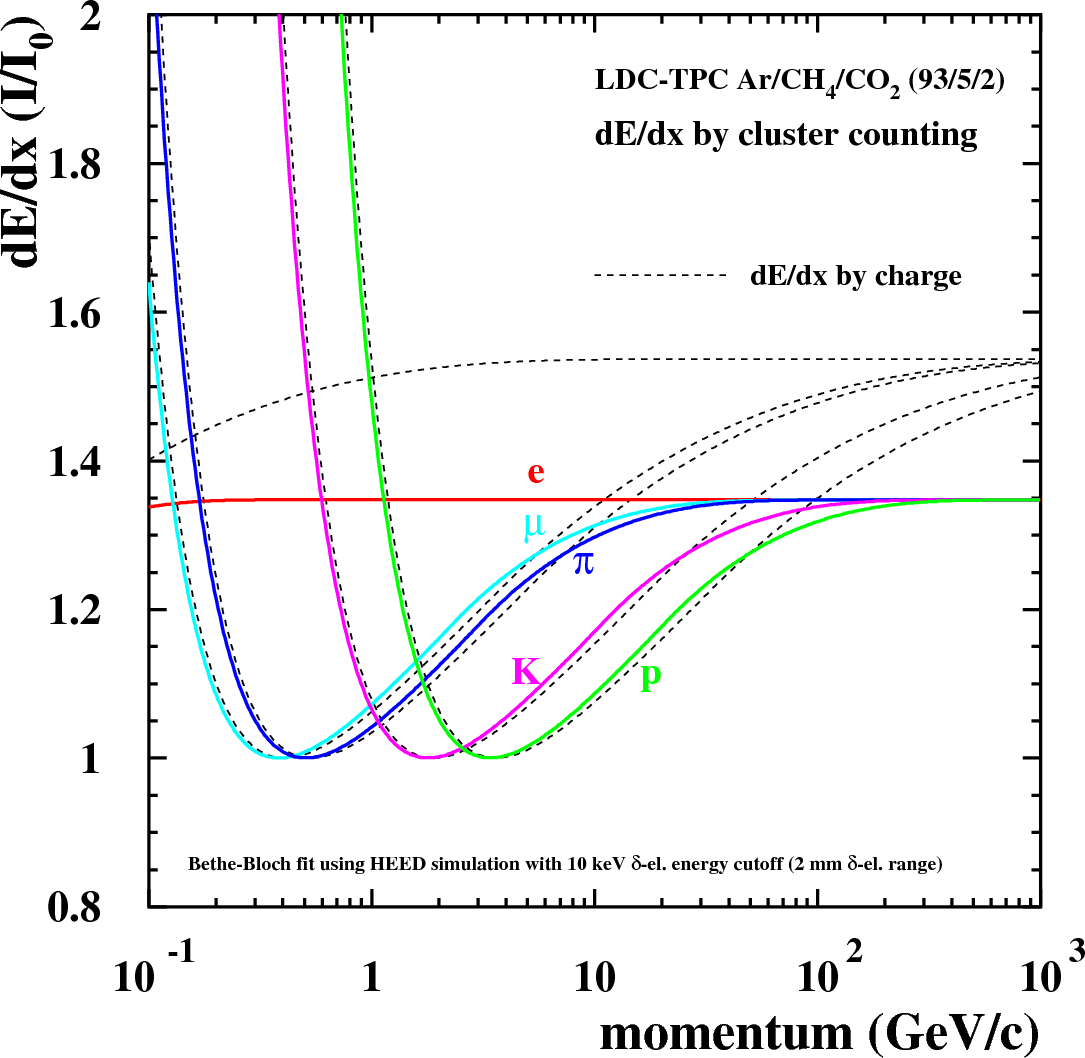 dE/dx (I/I₀)
2
1.8
1.6
1.4
1.2
1
0.8
LDC-TPC Ar/CH₄/CO₂ (93/5/2)
dE/dx by cluster counting
dE/dx by charge
e
μ
π
K
p
Bethe-Bloch fit using HEED simulation with 10 keV δ-el. energy cutoff (2 mm δ-el. range)
10⁻¹ 1 10 10² 10³
momentum (GeV/c)